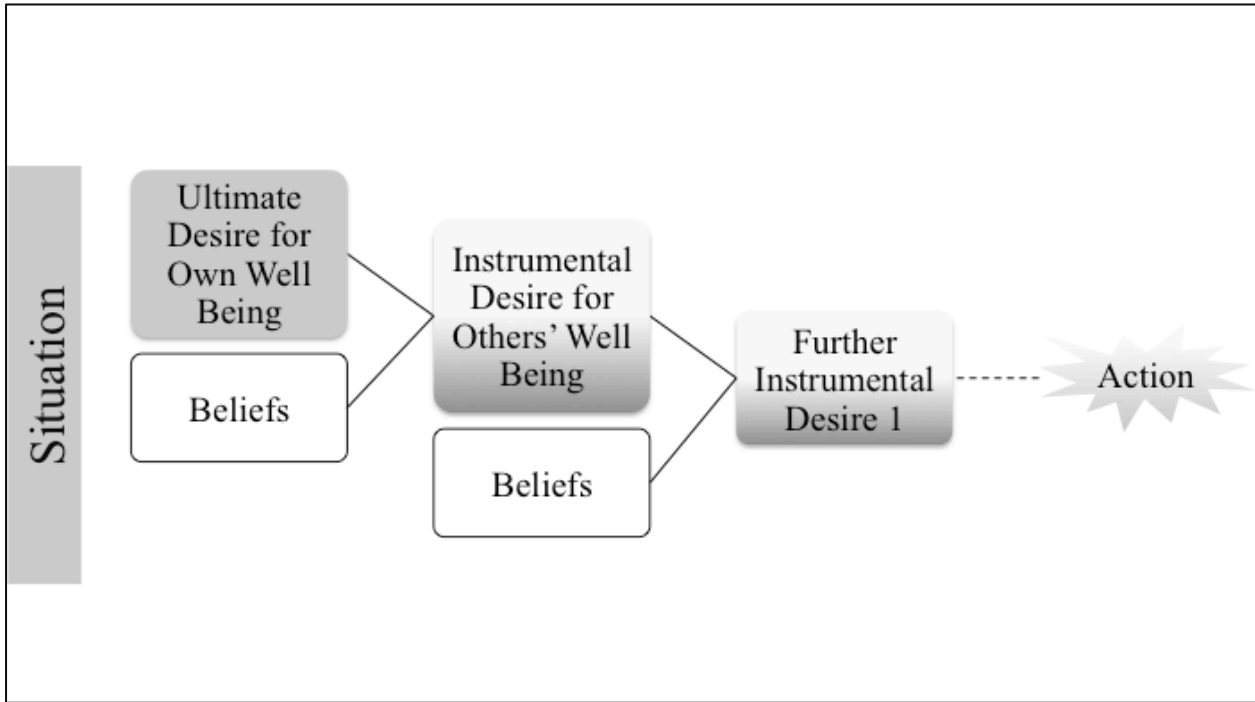 Situation
Ultimate
Desire for
Own Well
Being
Beliefs
Instrumental
Desire for
Others’ Well
Being
Beliefs
Further
Instrumental
Desire 1
Action